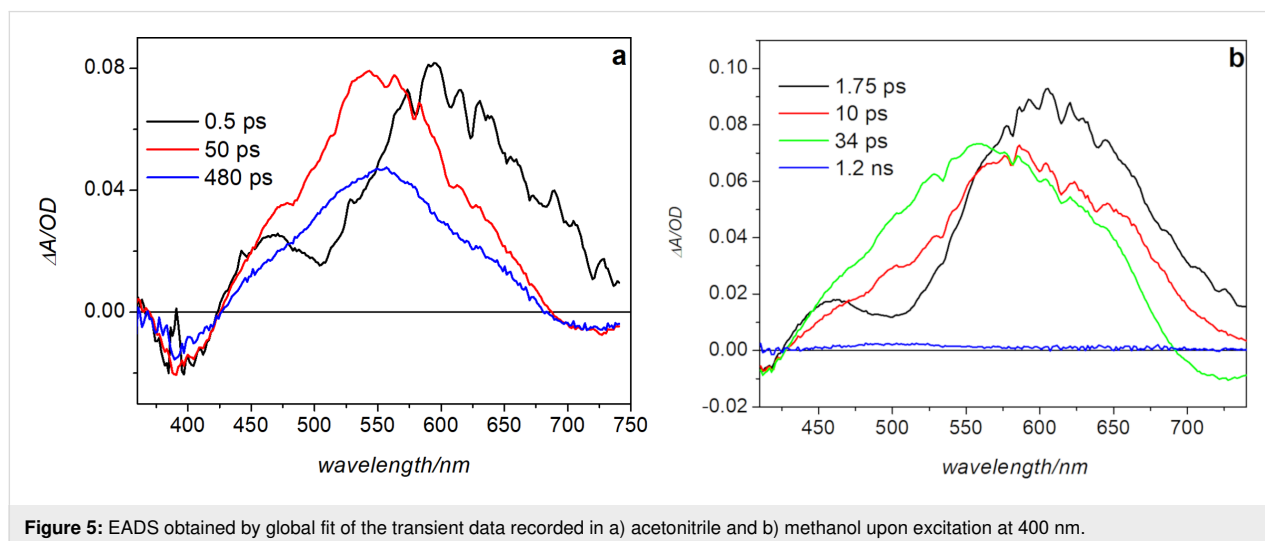 a
ΔA/OD
0.08
0.04
0.00
0.5 ps
50 ps
480 ps
400 450 500 550 600 650 700 750
wavelength/nm
b
ΔA/OD
0.10
0.08
0.06
0.04
0.02
0.00
-0.02
1.75 ps
10 ps
34 ps
1.2 ns
450 500 550 600 650 700
wavelength/nm
Figure 5: EADS obtained by global fit of the transient data recorded in a) acetonitrile and b) methanol upon excitation at 400 nm.